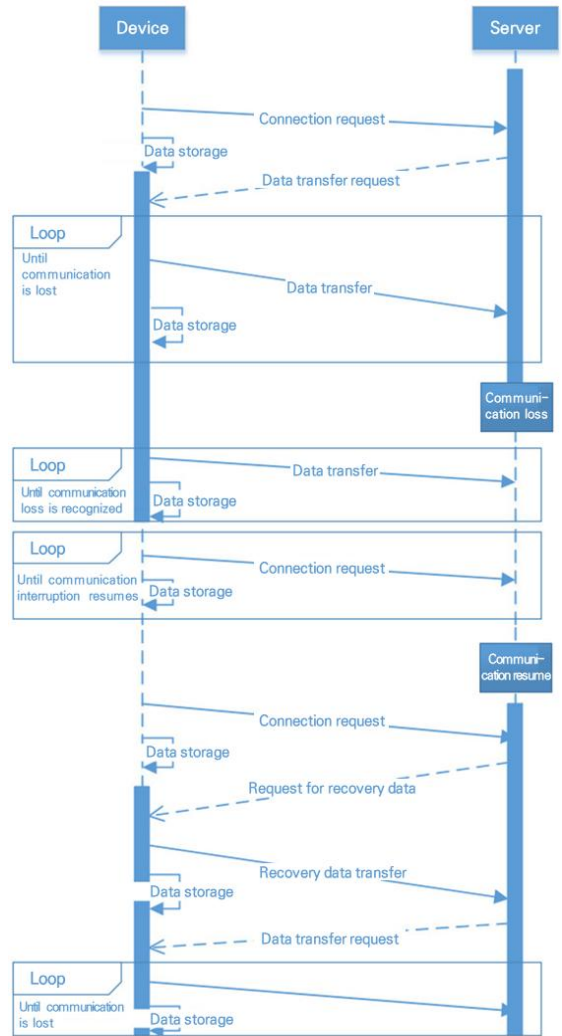 Device
Server
Connection request
Data storage
Data transfer request
Loop
Until
communication
is lost
Data transfer
Data storage
Communi-
cation loss
Loop
Data transfer
Until communication
loss is recognized
Data storage
Loop
Connection request
Until communication
interruption resumes
Data storage
Communi-
cation resume
Connection request
Data storage
Request for recovery data
Recovery data transfer
Data storage
Data transfer request
Loop
Until communication
is lost
Data storage